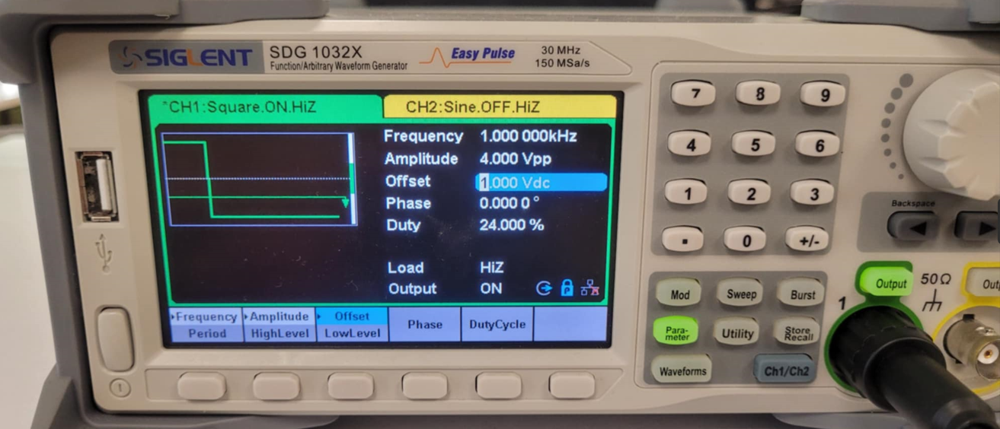 SIGLENT
SDG 1032X
Function/Arbitrary Waveform Generator
Easy Pulse
30 MHz
150 MSa/s
CH1:Square.ON.HiZ
CH2:Sine.OFF.HiZ
Frequency 1.000 000kHz
Amplitude 4.000 Vpp
Offset 1.000 Vdc
Phase 0.000 0 °
Duty 24.000 %
Load HiZ
Output ON
Frequency Amplitude Offset Phase DutyCycle
Period HighLevel LowLevel
7 8 9
4 5 6
1 2 3
. 0 +/-
Backspace
Mod Sweep Burst
Para-
meter
Utility
Store
Recall
Waveforms Ch1/Ch2
1
Output
50Ω